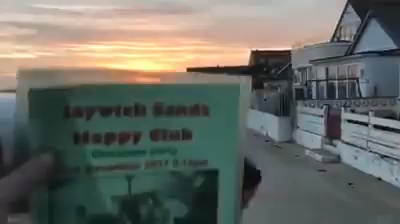 Jaywick Sands
Happy Club
Christmas Party
December 2017